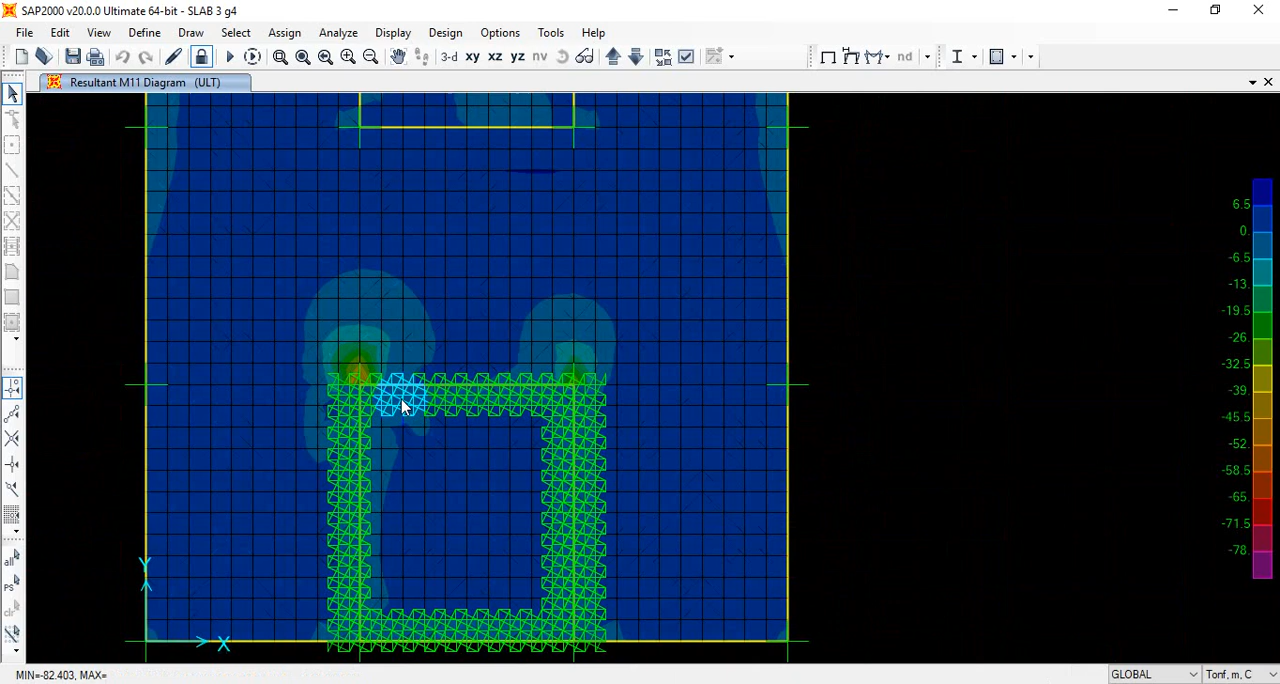 SAP2000 v20.0.0 Ultimate 64-bit - SLAB 3 g4
File Edit View Define Draw Select Assign Analyze Display Design Options Tools Help
3-d xy xz yz nv nd
Resultant M11 Diagram (ULT)
6.5
0.
-6.5
-13.
-19.5
-26.
-32.5
-39.
-45.5
-52.
-58.5
-65.
-71.5
-78.
all
PS
clr
Y
X
MIN=-82.403, MAX=
GLOBAL
Tonf, m, C